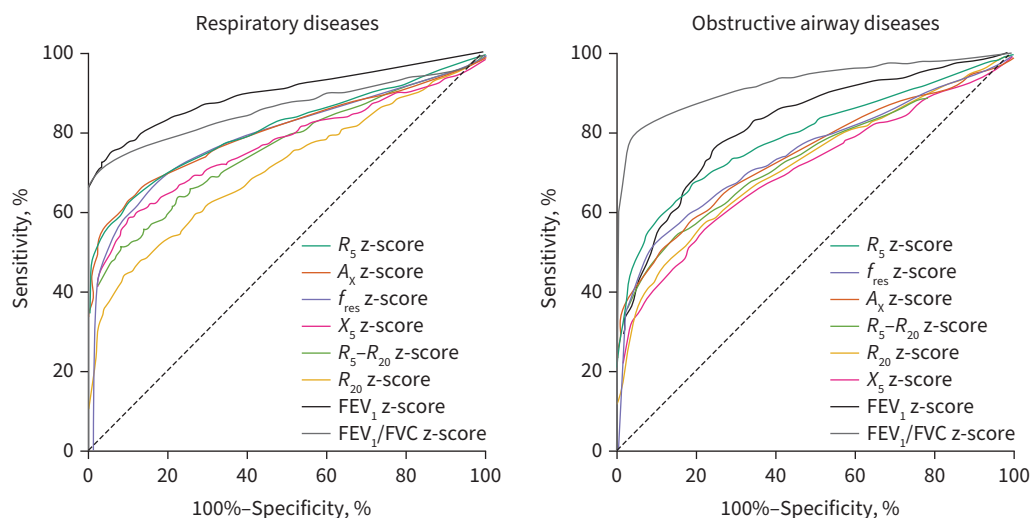 Respiratory diseases
100
80
60
40
20
0
Sensitivity, %
R5 z-score
AX z-score
fres z-score
X5 z-score
R5–R20 z-score
R20 z-score
FEV1 z-score
FEV1/FVC z-score
0 20 40 60 80 100
100%–Specificity, %
Obstructive airway diseases
100
80
60
40
20
0
Sensitivity, %
R5 z-score
fres z-score
AX z-score
R5–R20 z-score
R20 z-score
X5 z-score
FEV1 z-score
FEV1/FVC z-score
0 20 40 60 80 100
100%–Specificity, %